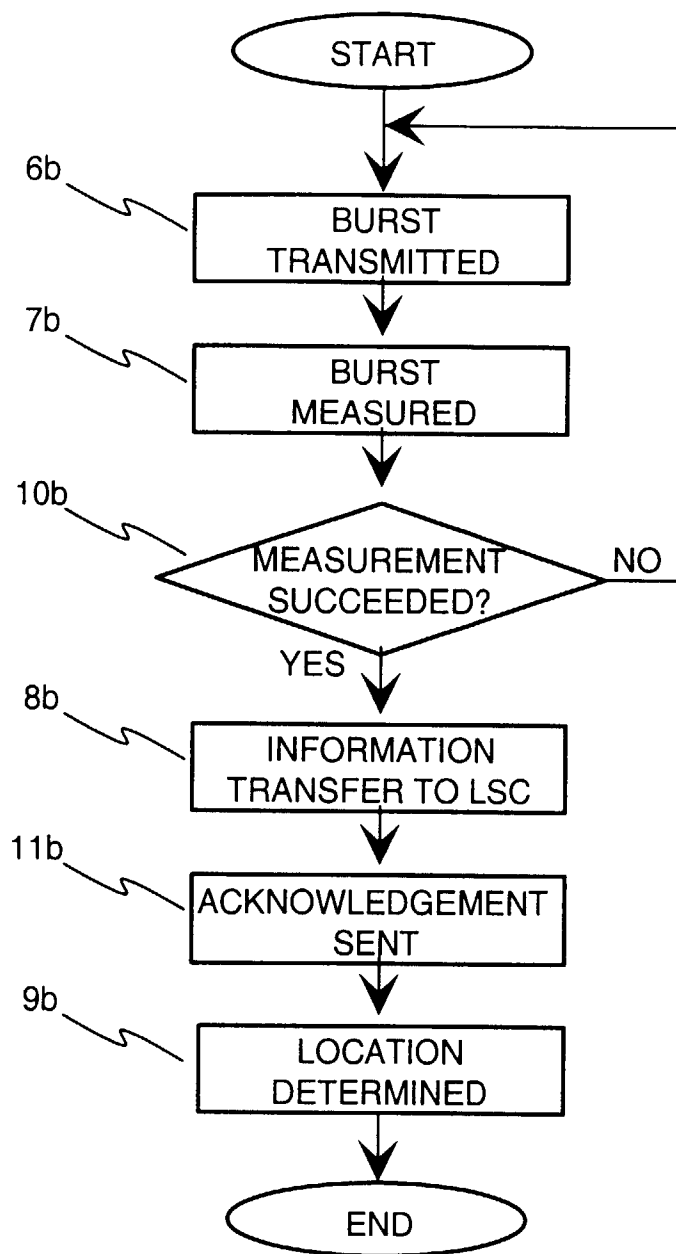 START
6b
BURST
TRANSMITTED
7b
BURST
MEASURED
10b
MEASUREMENT
SUCCEEDED?
NO
YES
8b
INFORMATION
TRANSFER TO LSC
11b
ACKNOWLEDGEMENT
SENT
9b
LOCATION
DETERMINED
END